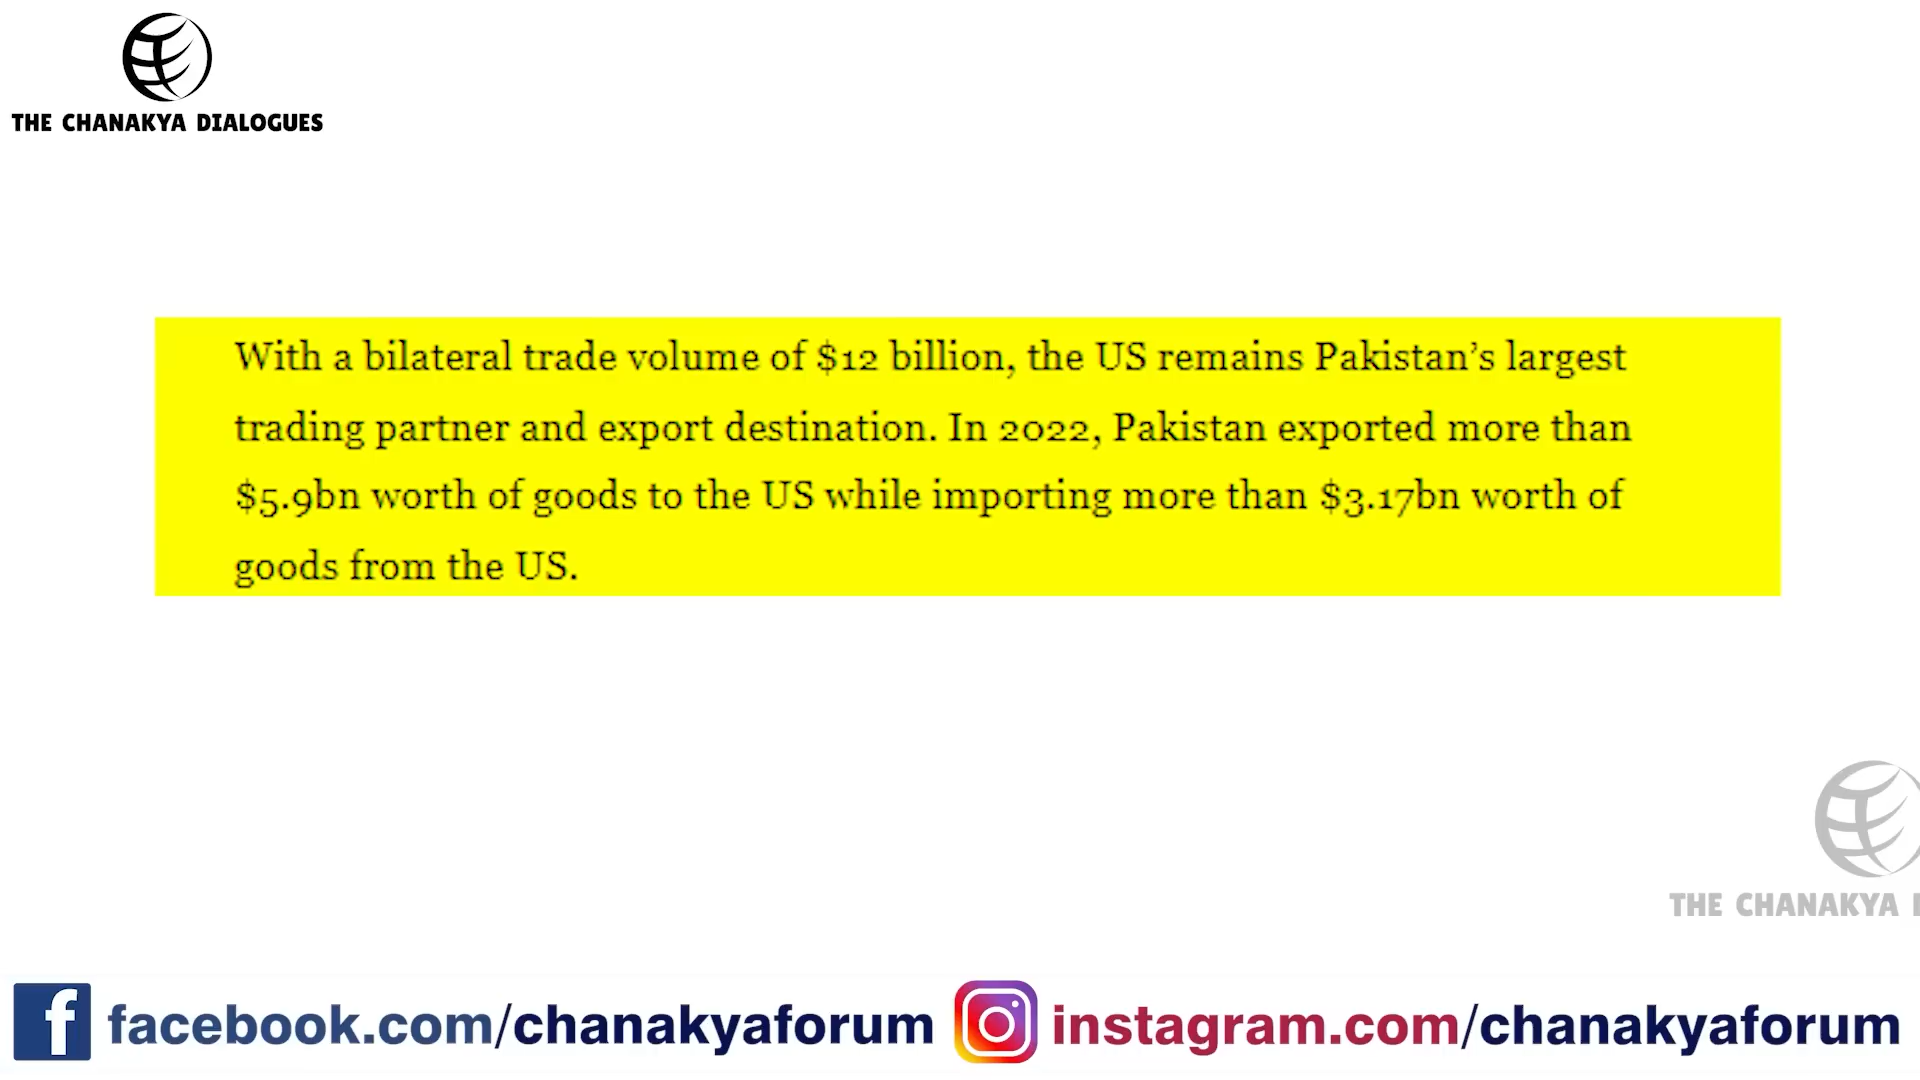 THE CHANAKYA DIALOGUES
With a bilateral trade volume of $12 billion, the US remains Pakistan’s largest
trading partner and export destination. In 2022, Pakistan exported more than
$5.9bn worth of goods to the US while importing more than $3.17bn worth of
goods from the US.
THE CHANAKYA
facebook.com/chanakyaforum instagram.com/chanakyaforum